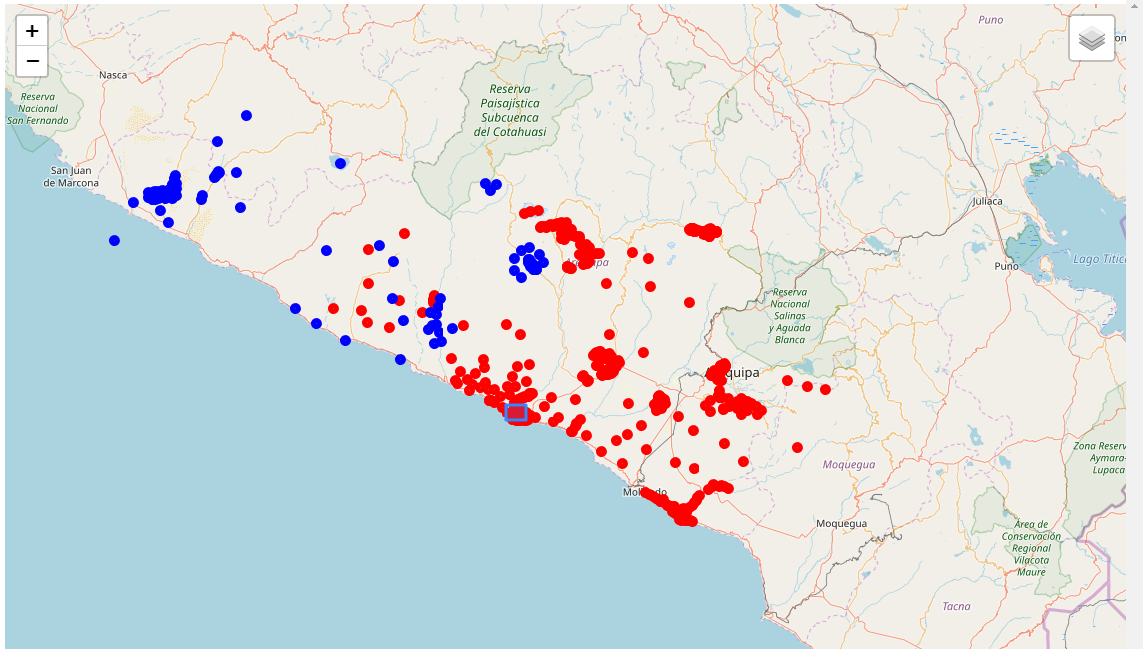 +
−
Puno
Nasca
Reserva
Nacional
San Fernando
Reserva
Paisajística
Subcuenca
del Cotahuasi
San Juan
de Marcona
Juliaca
Puno
Lago Titic
Reserva
Nacional
Salinas
y Aguada
Blanca
quipa
Moquegua
Zona Reserv
Aymara-
Lupaca
Moquegua
Área de
Conservación
Regional
Vilacota
Maure
Tacna